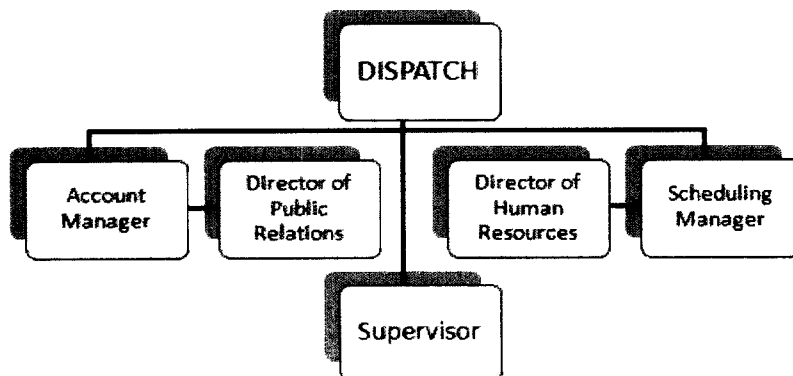 DISPATCH
Account
Manager
Director of
Public
Relations
Director of
Human
Resources
Scheduling
Manager
Supervisor